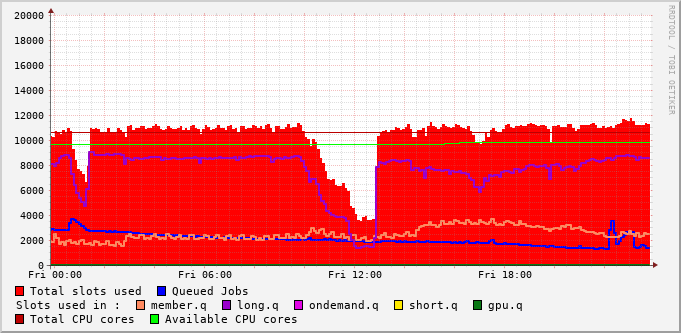 RRDTOOL / TOBI OETIKER
20000
18000
16000
14000
12000
10000
8000
6000
4000
2000
0
Fri 00:00 Fri 06:00 Fri 12:00 Fri 18:00
Total slots used Queued Jobs
Slots used in : member.q long.q ondemand.q short.q gpu.q
Total CPU cores Available CPU cores